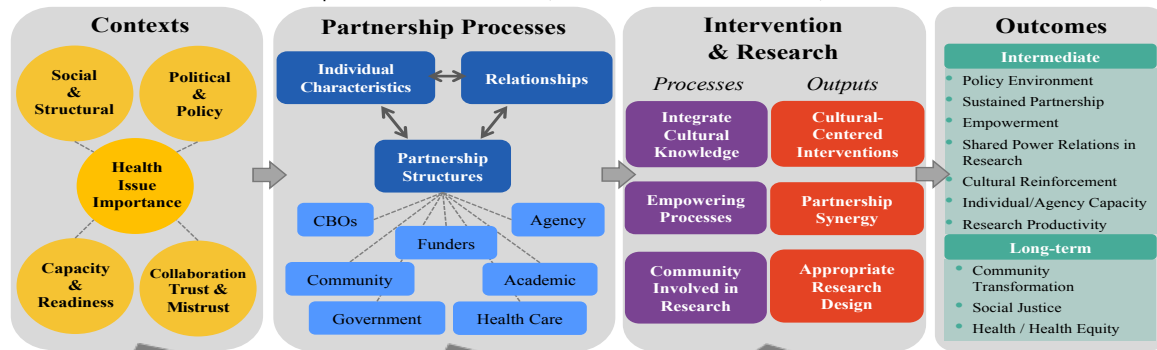 Contexts
Social
&
Structural
Political
&
Policy
Health
Issue
Importance
Capacity
& Readiness
Collaboration
Trust &
Mistrust
Partnership Processes
Individual
Characteristics
Relationships
Partnership
Structures
CBOs
Agency
Funders
Community
Academic
Government
Health Care
Intervention
& Research
Processes
Outputs
Integrate
Cultural
Knowledge
Cultural-
Centered
Interventions
Empowering
Processes
Partnership
Synergy
Community
Involved in
Research
Appropriate
Research
Design
Outcomes
Intermediate
• Policy Environment
• Sustained Partnership
• Empowerment
• Shared Power Relations in
Research
• Cultural Reinforcement
• Individual/Agency Capacity
• Research Productivity
Long-term
• Community
Transformation
• Social Justice
• Health / Health Equity